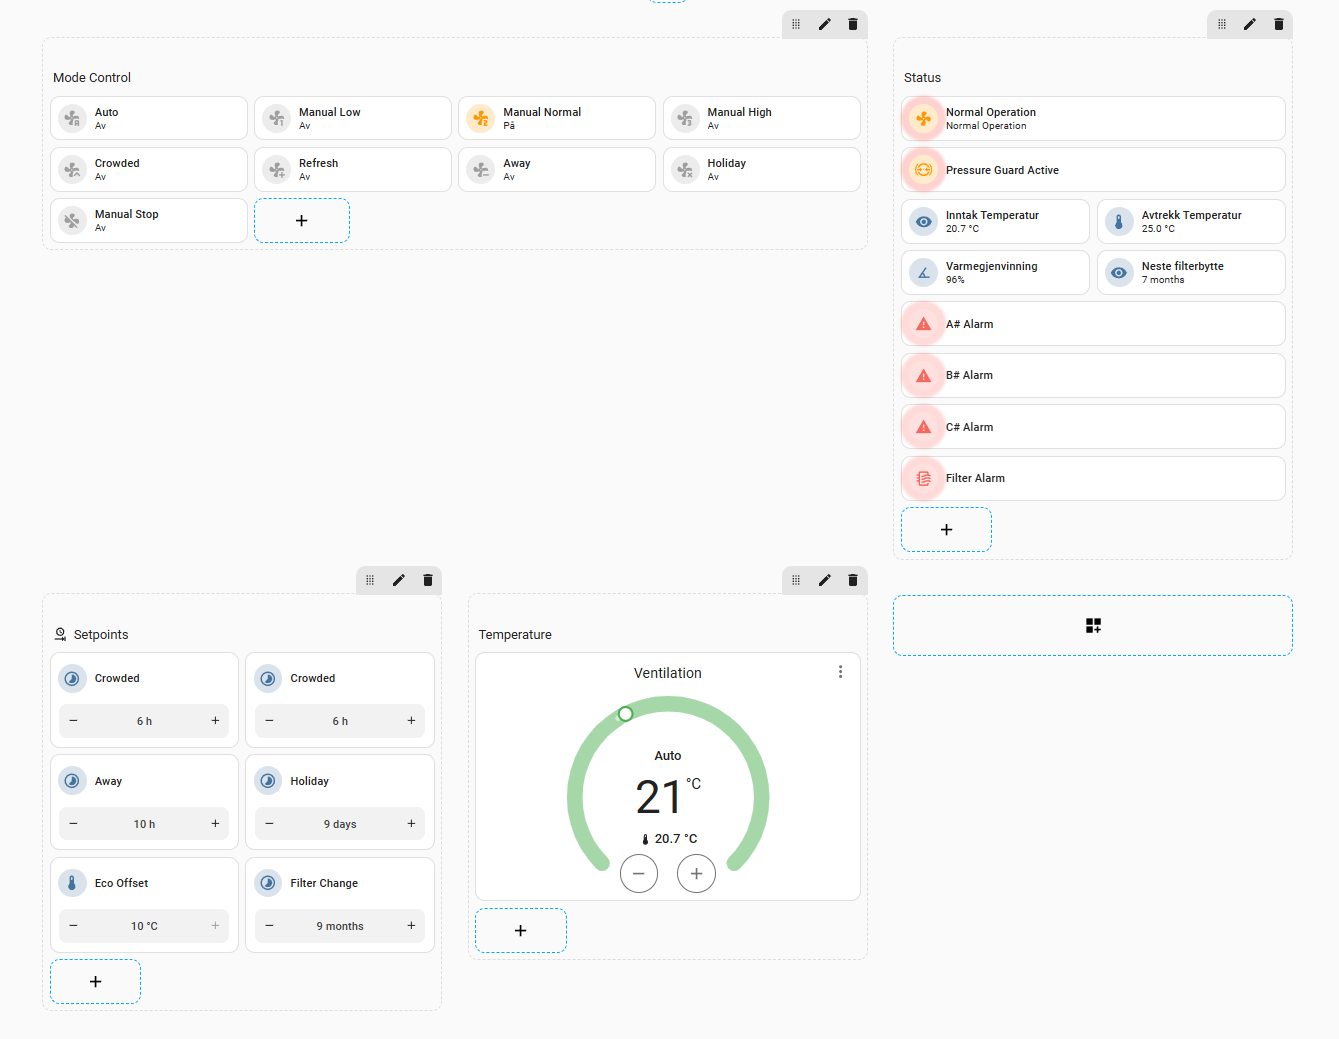 Mode Control
Auto
Av
Manual Low
Av
Manual Normal
På
Manual High
Av
Crowded
Av
Refresh
Av
Away
Av
Holiday
Av
Manual Stop
Av
Status
Normal Operation
Normal Operation
Pressure Guard Active
Inntak Temperatur
20.7 °C
Avtrekk Temperatur
25.0 °C
Varmegjenvinning
96%
Neste filterbytte
7 months
A# Alarm
B# Alarm
C# Alarm
Filter Alarm
Setpoints
Crowded
6 h
Crowded
6 h
Away
10 h
Holiday
9 days
Eco Offset
10 °C
Filter Change
9 months
Temperature
Ventilation
Auto
21 °C
20.7 °C